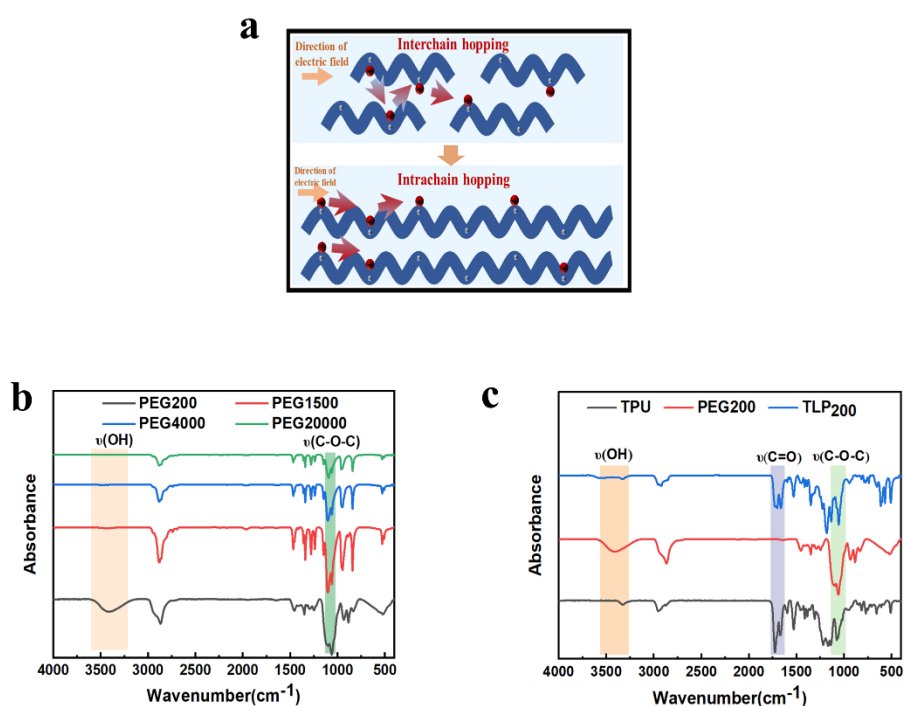 a
Direction of
electric field
Interchain hopping
Direction of
electric field
Intrachain hopping
b
PEG200
PEG1500
PEG4000
PEG20000
υ(OH)
υ(C-O-C)
Absorbance
4000 3500 3000 2500 2000 1500 1000 500
Wavenumber(cm⁻¹)
c
TPU
PEG200
TLP₂₀₀
υ(OH)
υ(C=O)
υ(C-O-C)
Absorbance
4000 3500 3000 2500 2000 1500 1000 500
Wavenumber(cm⁻¹)